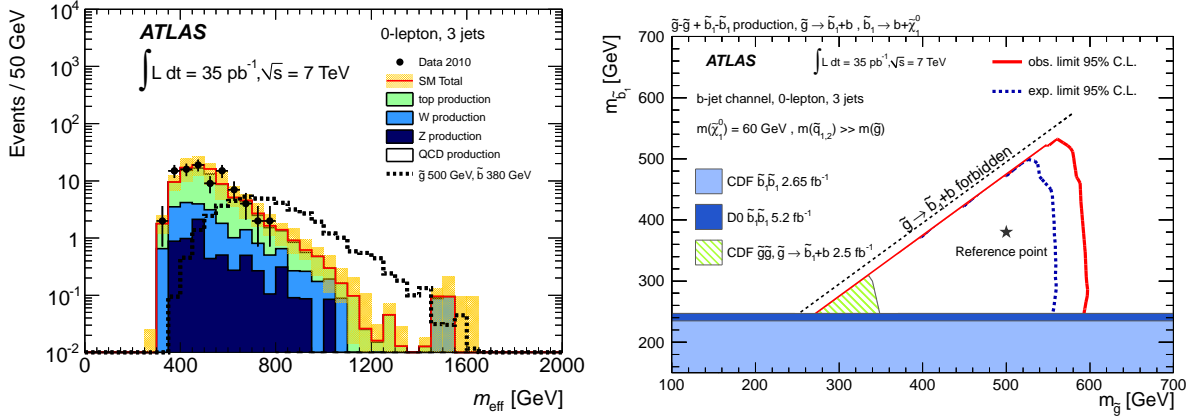 ATLAS
0-lepton, 3 jets
∫ L dt = 35 pb⁻¹, √s = 7 TeV
Data 2010
SM Total
top production
W production
Z production
QCD production
g̃ 500 GeV, b̃ 380 GeV
Events / 50 GeV
10⁴
10³
10²
10
1
10⁻¹
10⁻²
0 400 800 1200 1600 2000
m_eff [GeV]
g̃-g̃ + b̃₁-b̃₁ production, g̃ → b̃₁+b , b̃₁ → b+χ̃₁⁰
ATLAS
∫ L dt = 35 pb⁻¹, √s = 7 TeV
b-jet channel, 0-lepton, 3 jets
m(χ̃₁⁰) = 60 GeV , m(q̃₁,₂) >> m(g̃)
obs. limit 95% C.L.
exp. limit 95% C.L.
CDF b̃₁b̃₁ 2.65 fb⁻¹
D0 b̃₁b̃₁ 5.2 fb⁻¹
CDF g̃g̃, g̃ → b̃₁+b 2.5 fb⁻¹
g̃ → b̃₁+b forbidden
Reference point
m_b̃₁ [GeV]
700
600
500
400
300
200
100 200 300 400 500 600 700
m_g̃ [GeV]